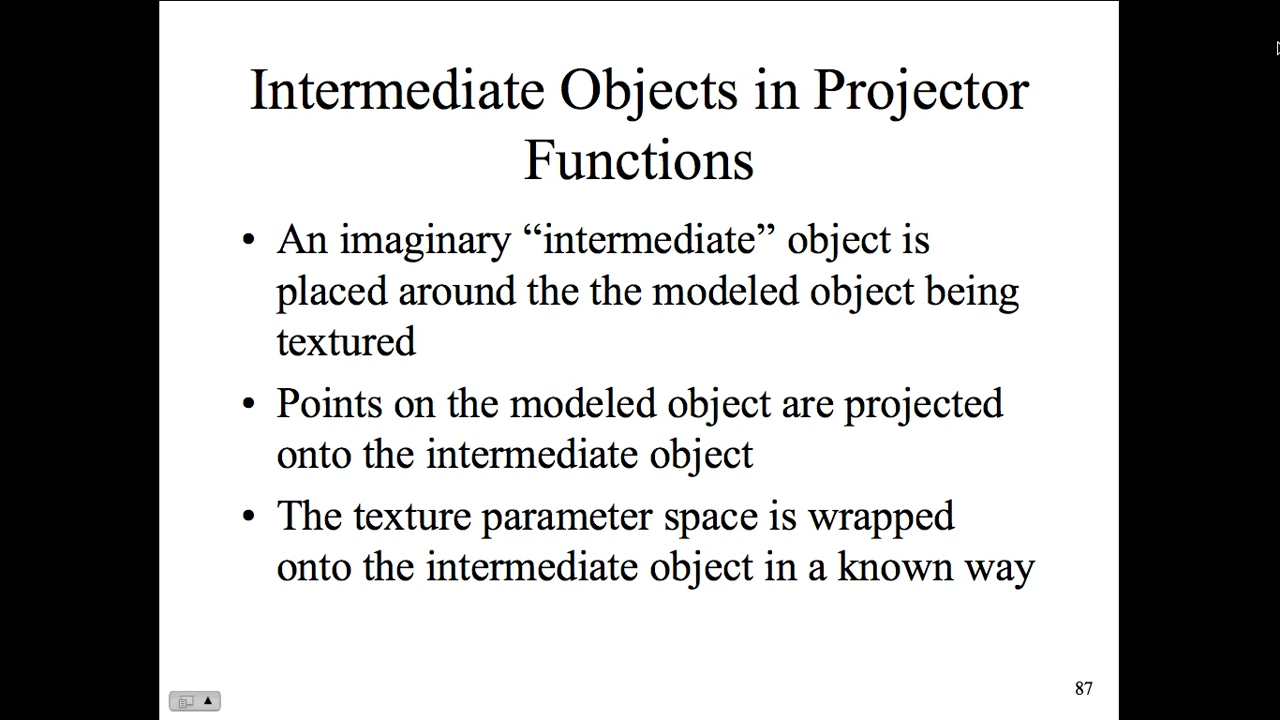 Intermediate Objects in Projector
Functions
• An imaginary “intermediate” object is
placed around the the modeled object being
textured
• Points on the modeled object are projected
onto the intermediate object
• The texture parameter space is wrapped
onto the intermediate object in a known way
87